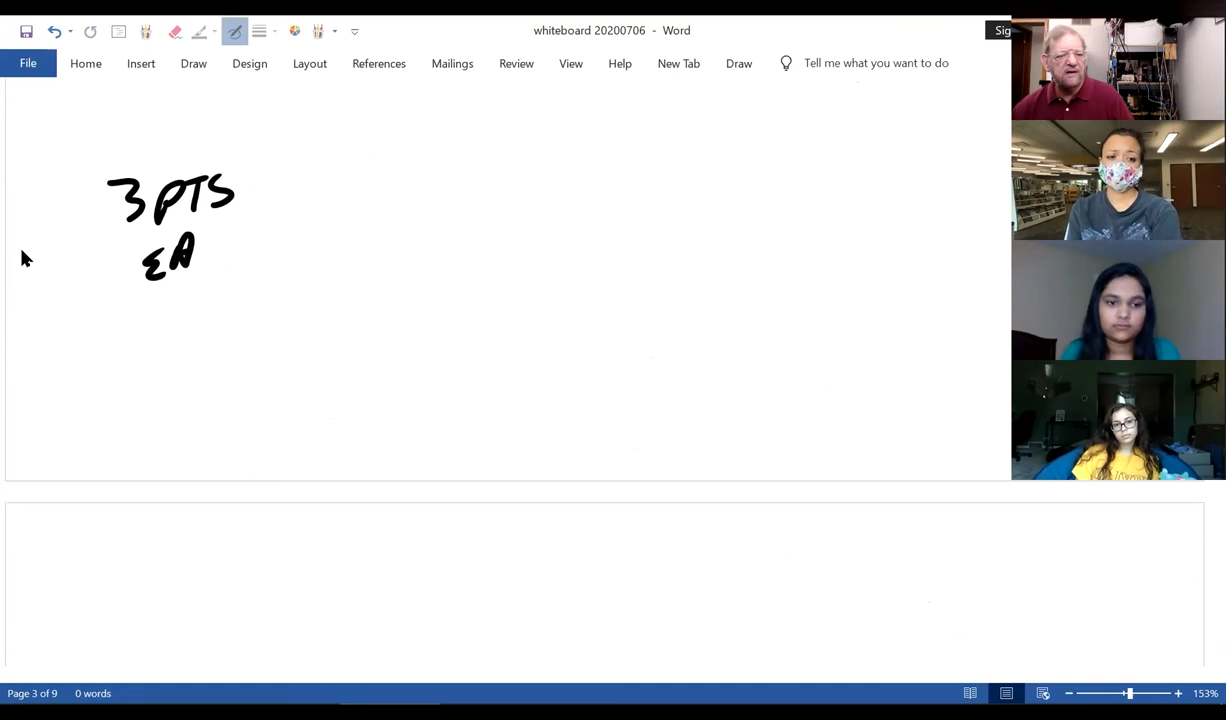 whiteboard 20200706 - Word
Sig
File Home Insert Draw Design Layout References Mailings Review View Help New Tab Draw Tell me what you want to do
3 PTS
EA
Page 3 of 9 0 words
153%